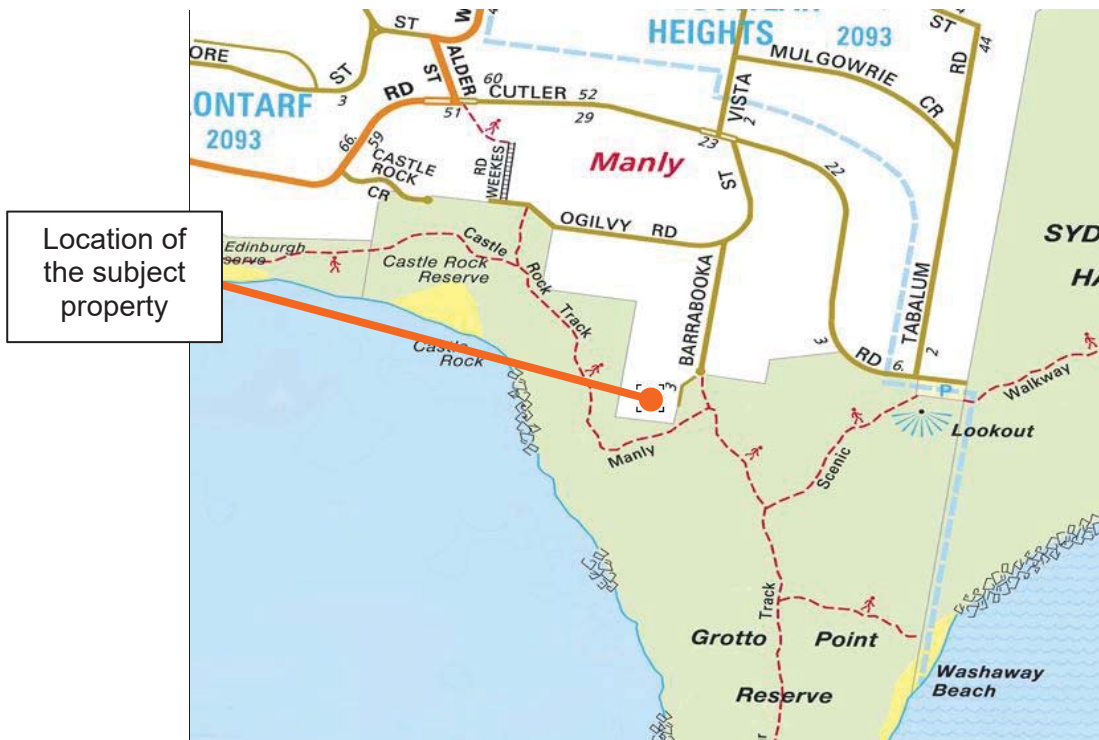 Location of
the subject
property
ST
ORE
ST
3
ALDER
ST
HEIGHTS 2093
MULGOWRIE
CR
ST
RD
44
60
CUTLER 52
29
51
RD
66.
59
ONTARF
2093
CASTLE
ROCK
CR
RD
WEEKES
Manly
VISTA
2
23
ST
22
OGILVY RD
SYD
HA
Edinburgh
serve
Castle
Rock
Track
Castle Rock
Reserve
Castle
Rock
BARRABOOKA
3
TABALUM
2
3
RD 6.
P
Walkway
Lookout
Manly
Scenic
Track
Grotto Point
Reserve
Washaway
Beach